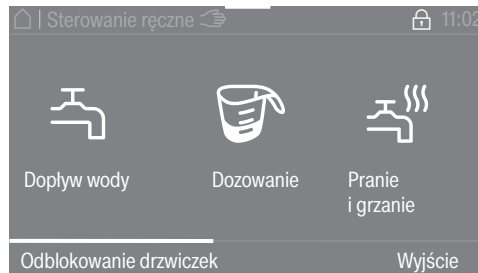 | Sterowanie ręczne 11:02
Dopływ wody
Dozowanie
Pranie
i grzanie
Odblokowanie drzwiczek Wyjście